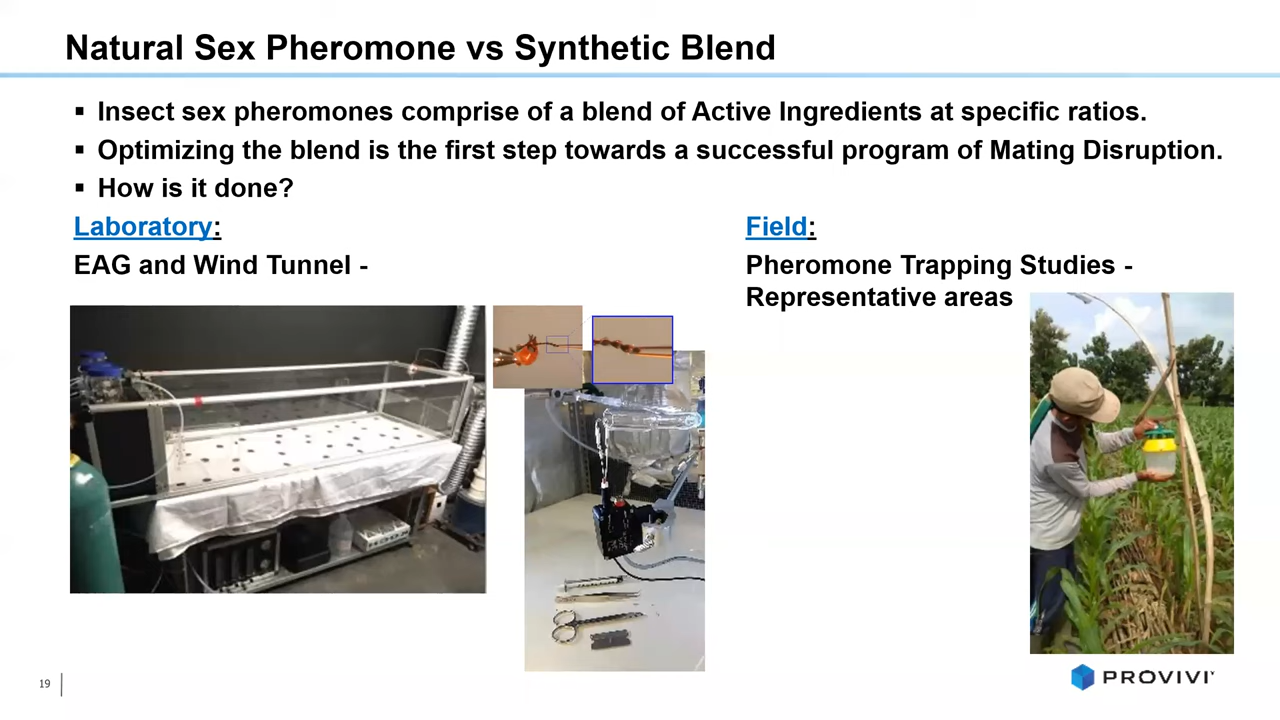 Natural Sex Pheromone vs Synthetic Blend
▪ Insect sex pheromones comprise of a blend of Active Ingredients at specific ratios.
▪ Optimizing the blend is the first step towards a successful program of Mating Disruption.
▪ How is it done?
Laboratory:
EAG and Wind Tunnel -
Field:
Pheromone Trapping Studies -
Representative areas
19
PROVIVI